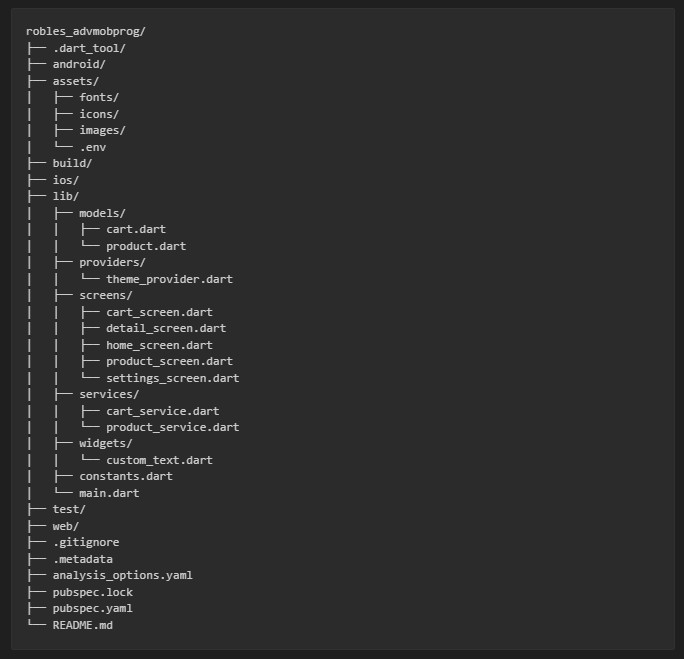 robles_advmobprog/
├── .dart_tool/
├── android/
├── assets/
│   ├── fonts/
│   ├── icons/
│   ├── images/
│   └── .env
├── build/
├── ios/
├── lib/
│   ├── models/
│   │   ├── cart.dart
│   │   └── product.dart
│   ├── providers/
│   │   └── theme_provider.dart
│   ├── screens/
│   │   ├── cart_screen.dart
│   │   ├── detail_screen.dart
│   │   ├── home_screen.dart
│   │   ├── product_screen.dart
│   │   └── settings_screen.dart
│   ├── services/
│   │   ├── cart_service.dart
│   │   └── product_service.dart
│   ├── widgets/
│   │   └── custom_text.dart
│   ├── constants.dart
│   └── main.dart
├── test/
├── web/
├── .gitignore
├── .metadata
├── analysis_options.yaml
├── pubspec.lock
├── pubspec.yaml
└── README.md